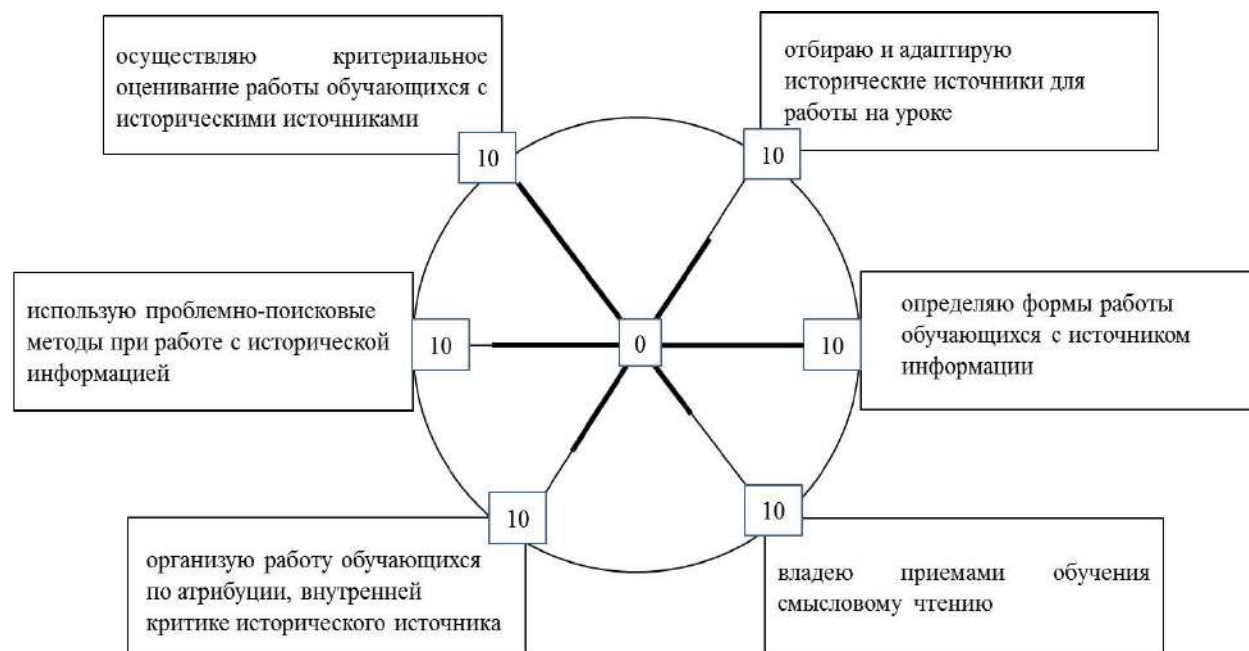 осуществляю критериальное
оценивание работы обучающихся с
историческими источниками
отбираю и адаптирую
исторические источники для
работы на уроке
10
10
использую проблемно-поисковые
методы при работе с исторической
информацией
10
0
10
определяю формы работы
обучающихся с источником
информации
10
10
организую работу обучающихся
по атрибуции, внутренней
критике исторического источника
владею приемами обучения
смысловому чтению